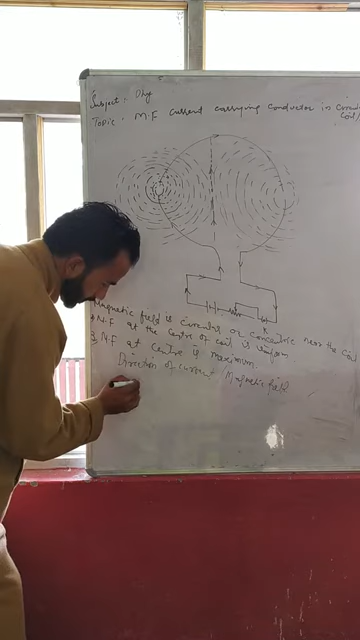 Subject: Phy
Topic: M.F current carrying conductor in Circular
Coil/
K
Magnetic field is circular or concentric near the coil
M.F at the centre of coil is uniform
3. M.F at centre is maximum.
Direction of current / Magnetic field